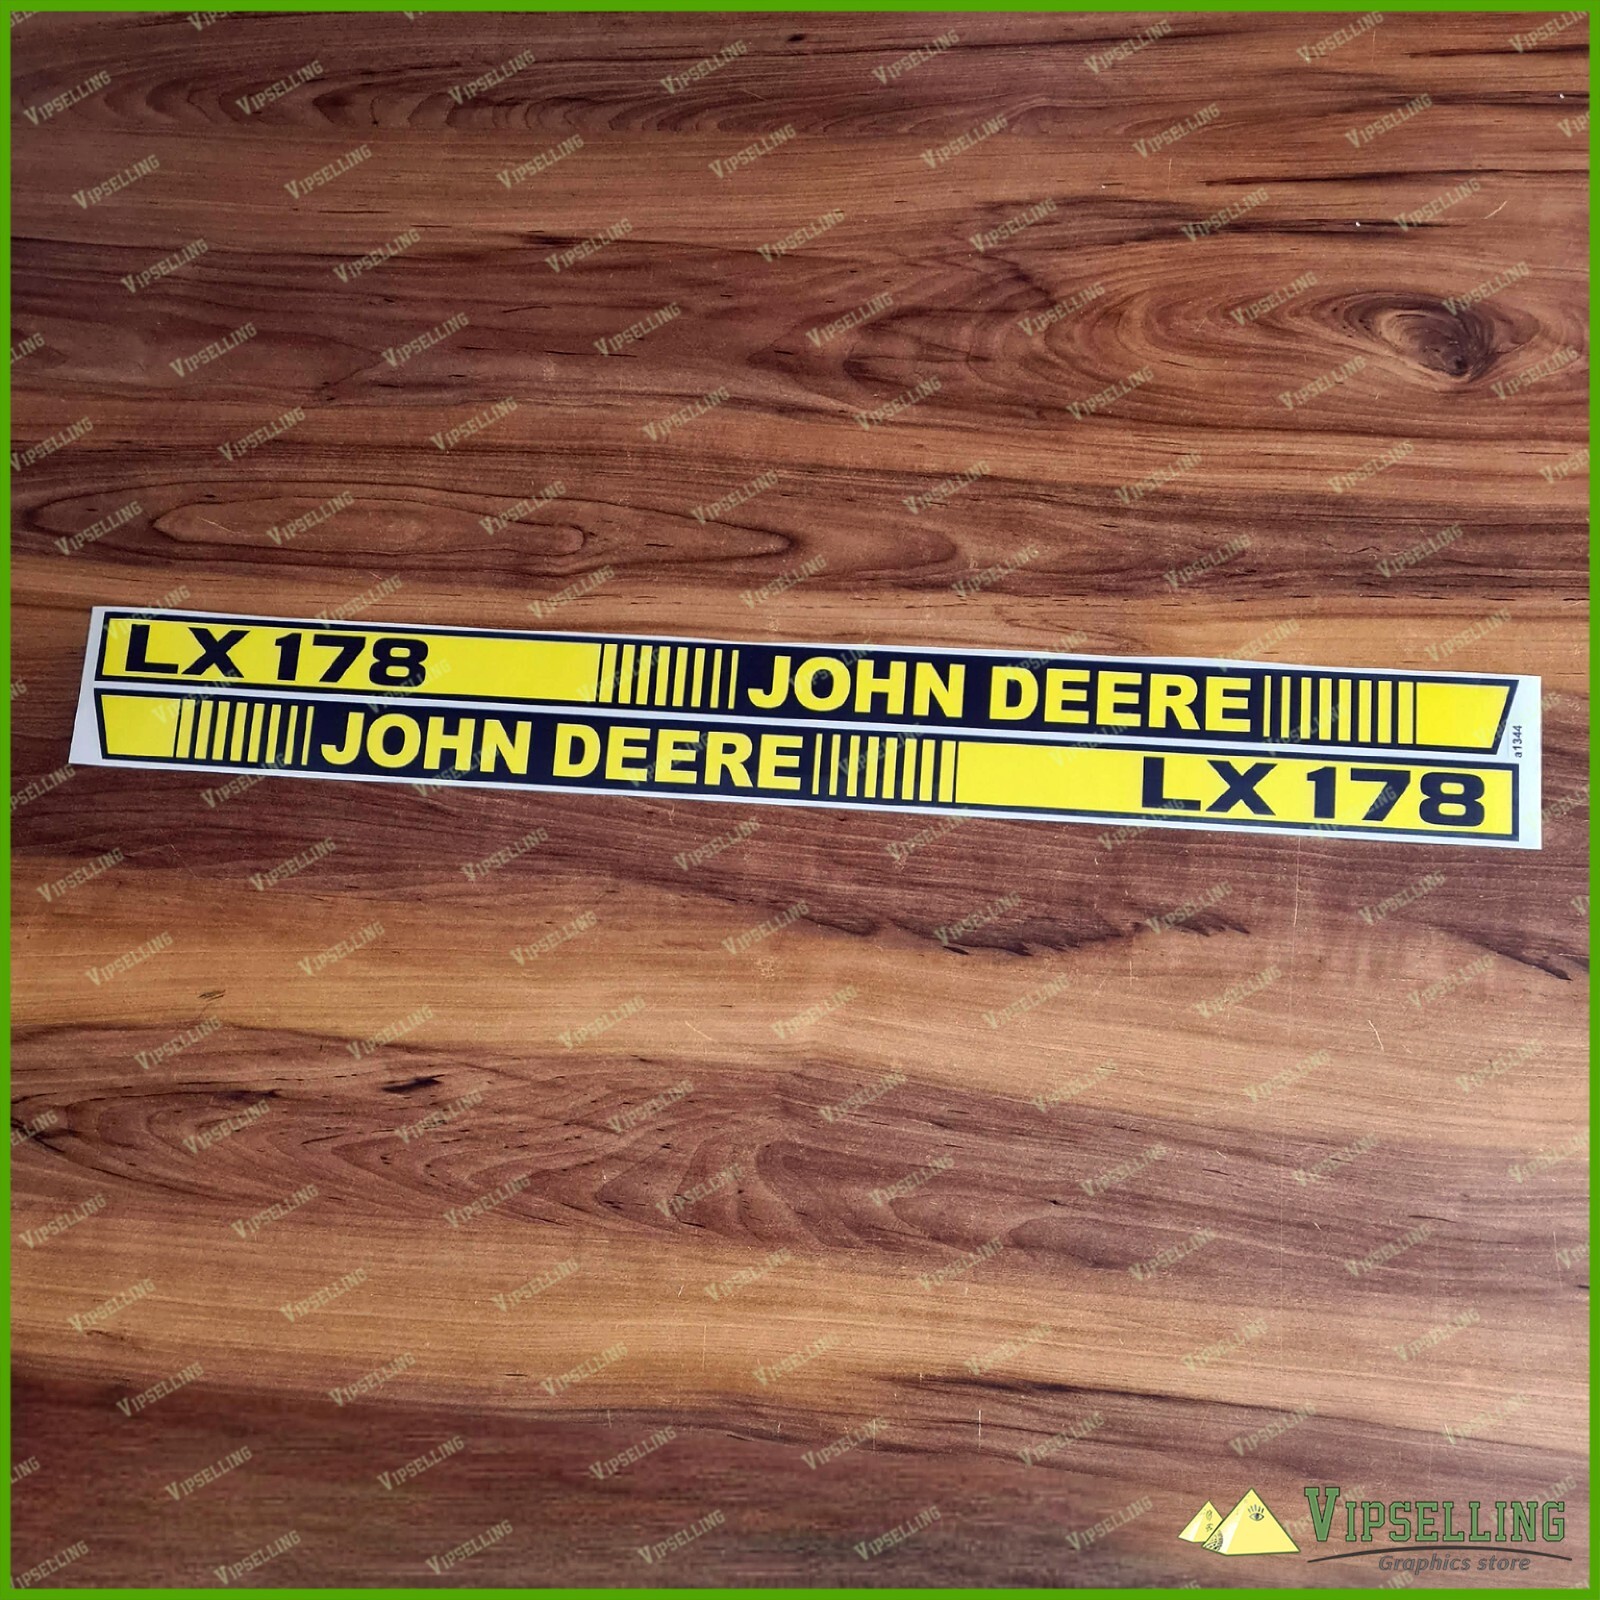 LX 178 JOHN DEERE
JOHN DEERE LX 178
a1344
VIPSELLING
Graphics store